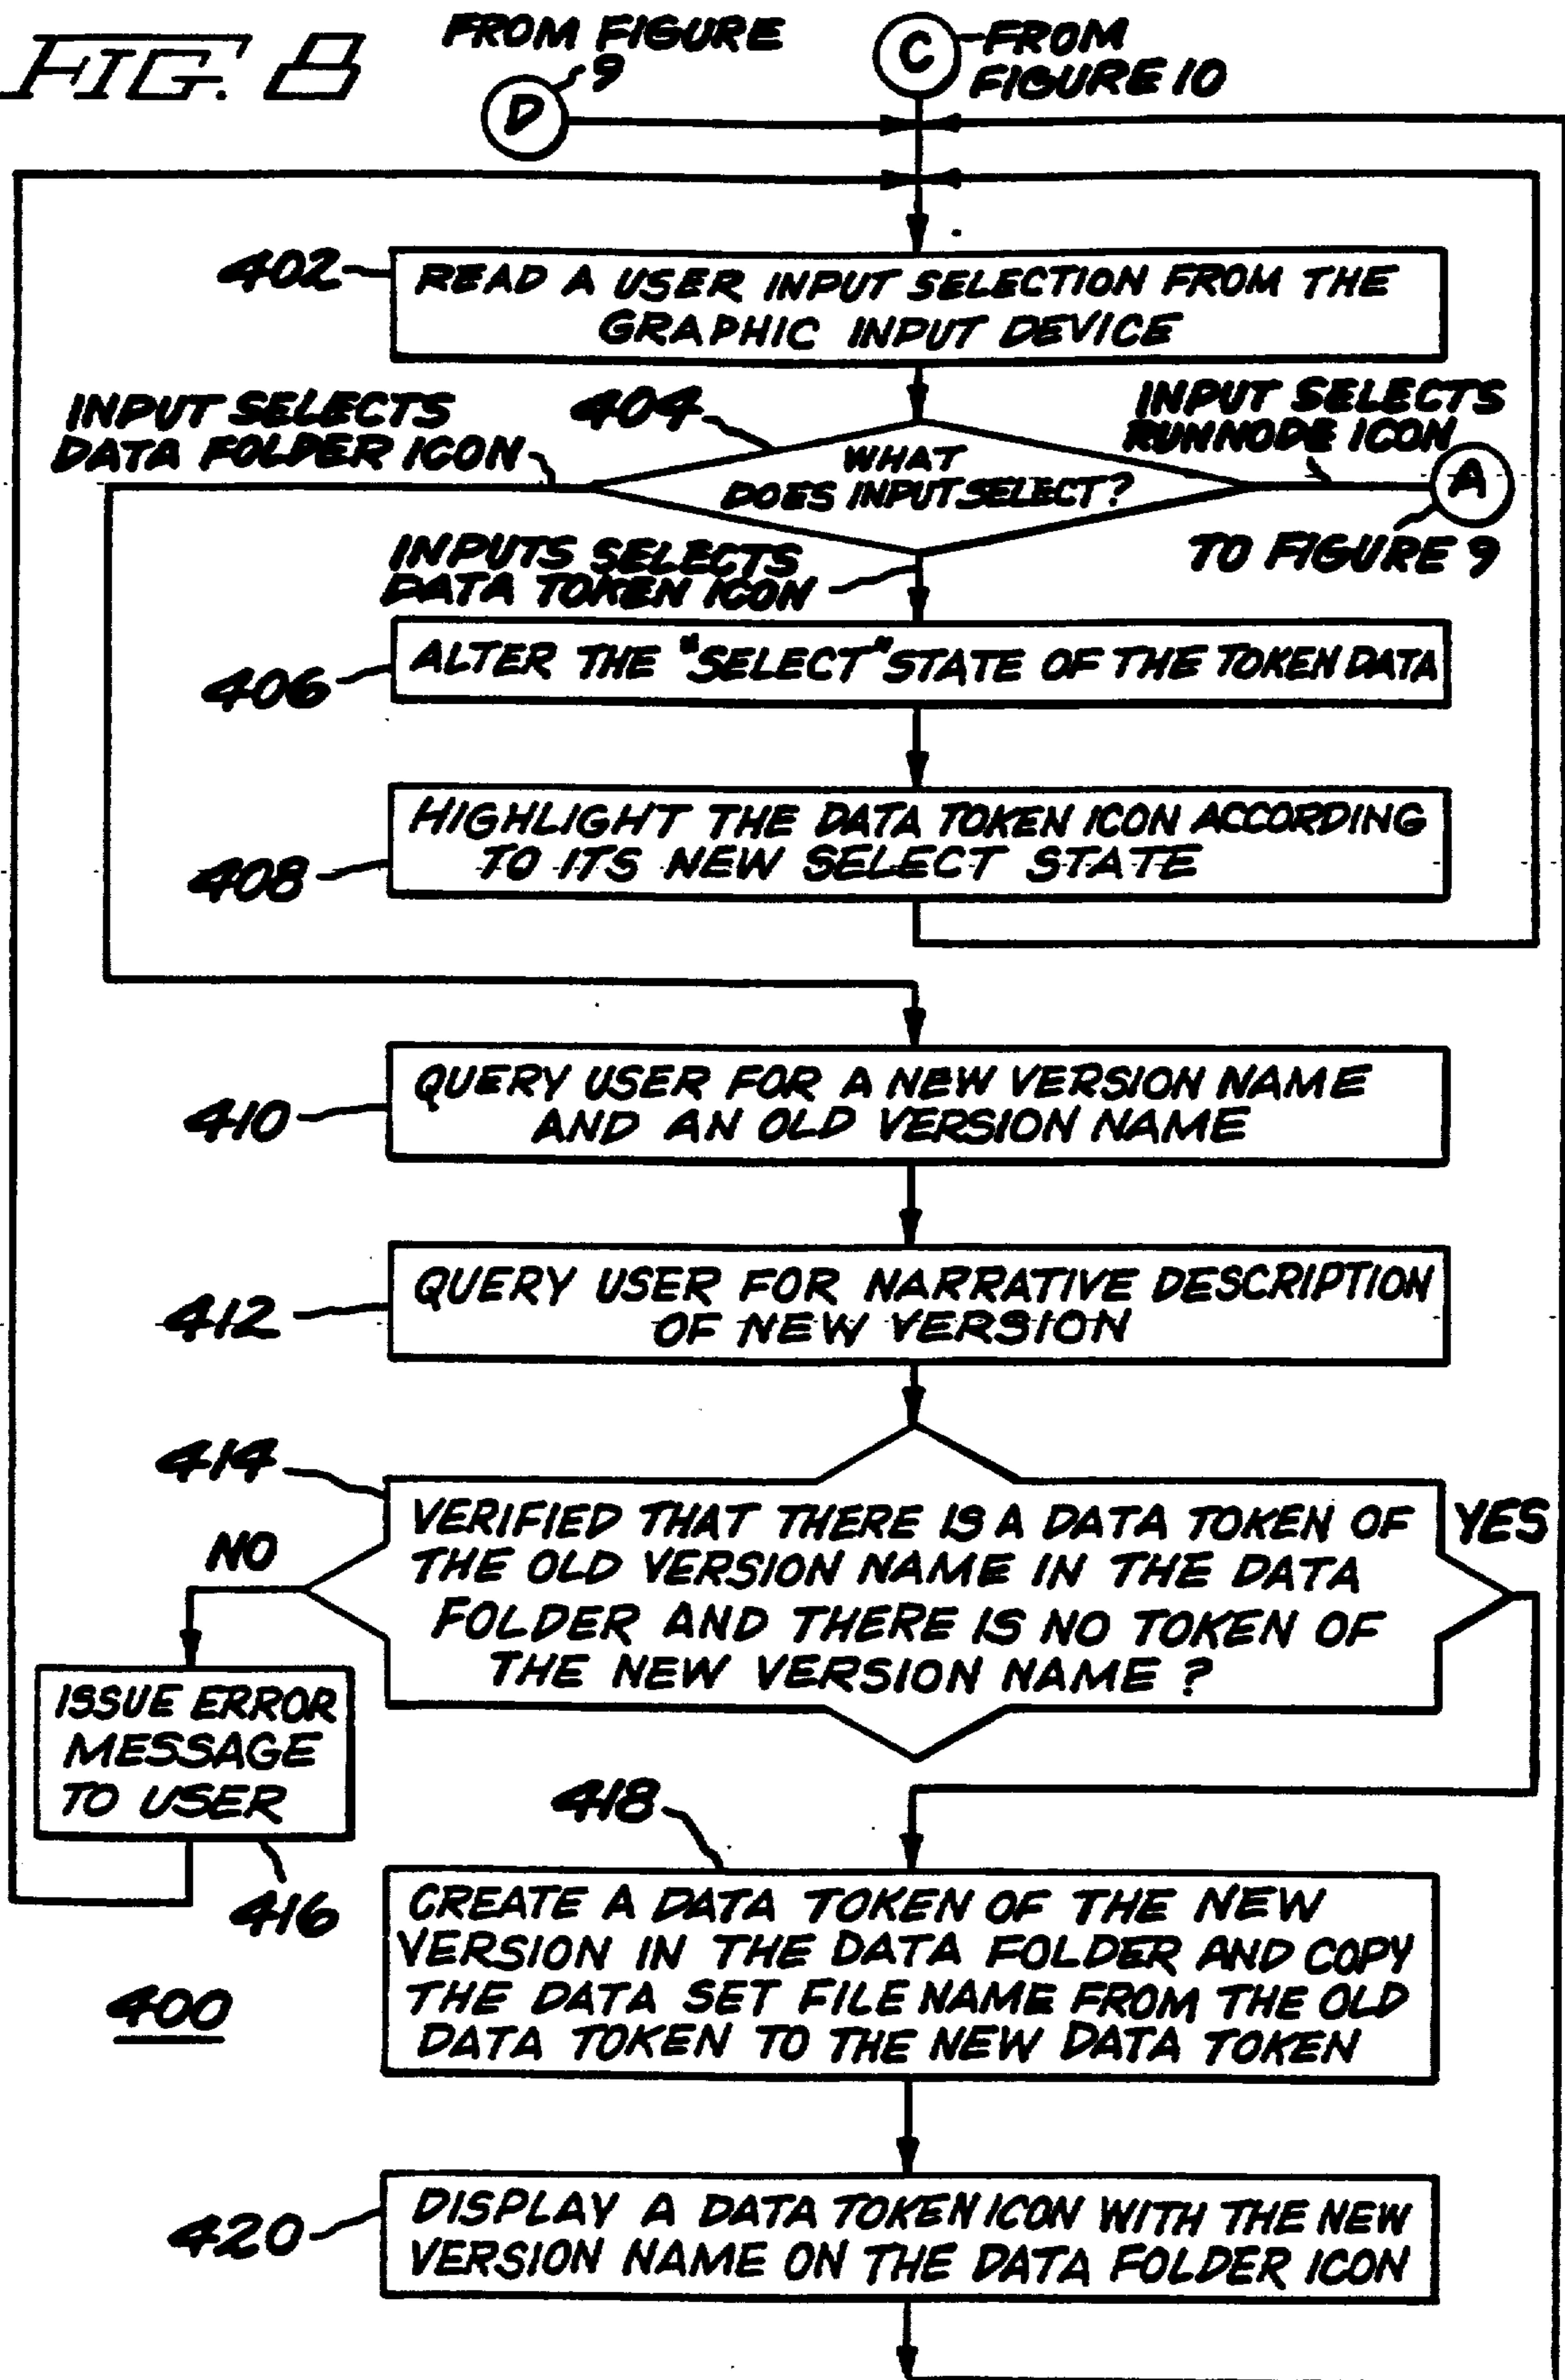 FIG. 8
FROM FIGURE
9
D
C
FROM
FIGURE 10
402
READ A USER INPUT SELECTION FROM THE
GRAPHIC INPUT DEVICE
INPUT SELECTS
DATA FOLDER ICON
404
WHAT
DOES INPUT SELECT?
INPUT SELECTS
RUNNODE ICON
A
TO FIGURE 9
INPUTS SELECTS
DATA TOKEN ICON
406
ALTER THE "SELECT" STATE OF THE TOKEN DATA
408
HIGHLIGHT THE DATA TOKEN ICON ACCORDING
TO ITS NEW SELECT STATE
410
QUERY USER FOR A NEW VERSION NAME
AND AN OLD VERSION NAME
412
QUERY USER FOR NARRATIVE DESCRIPTION
OF NEW VERSION
414
VERIFIED THAT THERE IS A DATA TOKEN OF
THE OLD VERSION NAME IN THE DATA
FOLDER AND THERE IS NO TOKEN OF
THE NEW VERSION NAME ?
YES
NO
ISSUE ERROR
MESSAGE
TO USER
416
418
CREATE A DATA TOKEN OF THE NEW
VERSION IN THE DATA FOLDER AND COPY
THE DATA SET FILE NAME FROM THE OLD
DATA TOKEN TO THE NEW DATA TOKEN
400
420
DISPLAY A DATA TOKEN ICON WITH THE NEW
VERSION NAME ON THE DATA FOLDER ICON